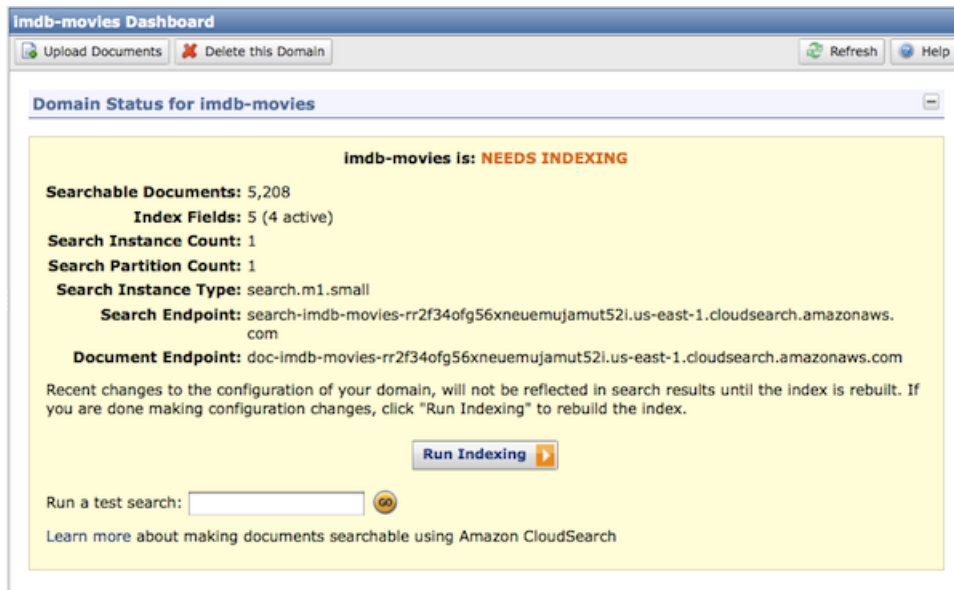 imdb-movies Dashboard
Upload Documents Delete this Domain Refresh Help
Domain Status for imdb-movies
imdb-movies is: NEEDS INDEXING
Searchable Documents: 5,208
Index Fields: 5 (4 active)
Search Instance Count: 1
Search Partition Count: 1
Search Instance Type: search.m1.small
Search Endpoint: search-imdb-movies-rr2f34ofg56xneuemujamut52i.us-east-1.cloudsearch.amazonaws.
com
Document Endpoint: doc-imdb-movies-rr2f34ofg56xneuemujamut52i.us-east-1.cloudsearch.amazonaws.com
Recent changes to the configuration of your domain, will not be reflected in search results until the index is rebuilt. If
you are done making configuration changes, click "Run Indexing" to rebuild the index.
Run Indexing
Run a test search: GO
Learn more about making documents searchable using Amazon CloudSearch